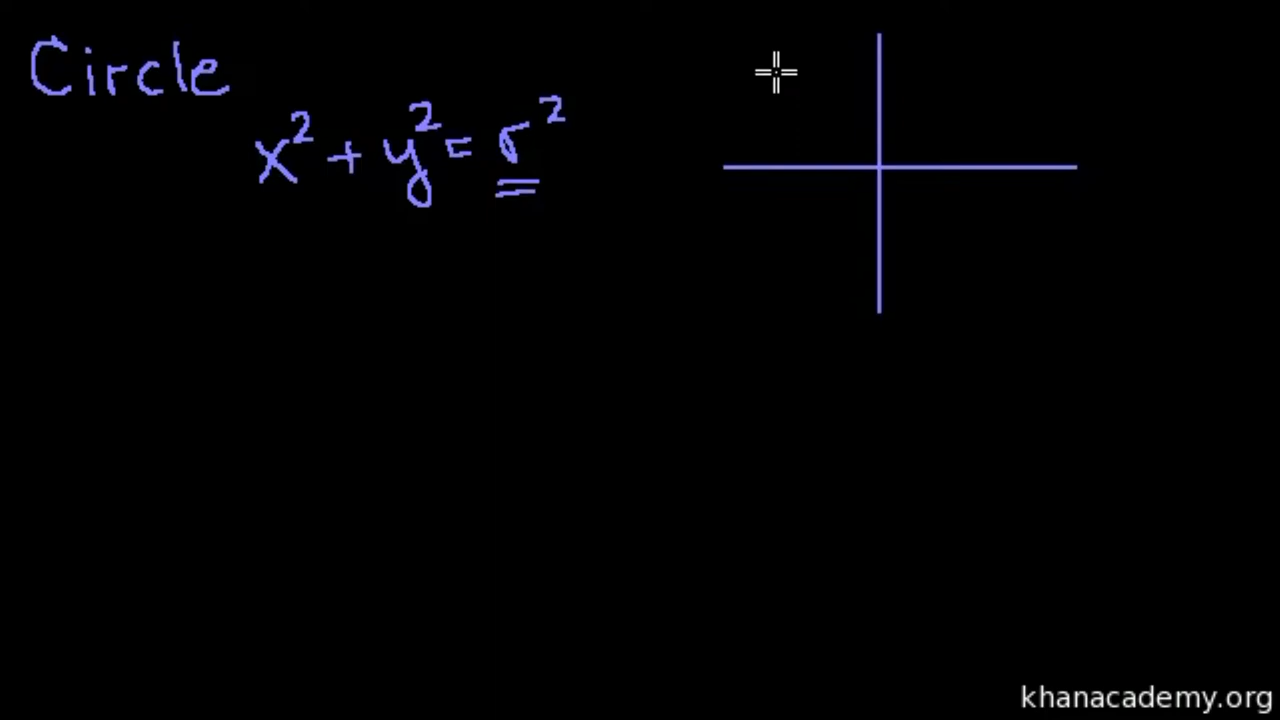 Circle
x² + y² = r²
khanacademy.org